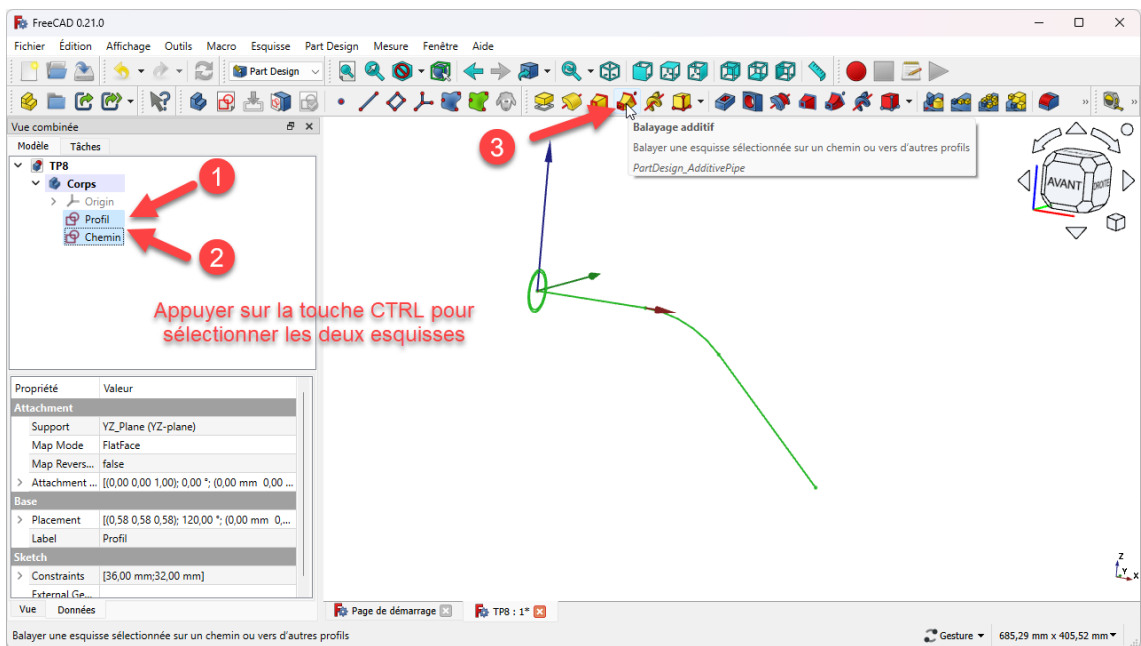 FreeCAD 0.21.0
Fichier Édition Affichage Outils Macro Esquisse Part Design Mesure Fenêtre Aide
Part Design
»
»
Vue combinée
Modèle Tâches
TP8
Corps
Origin
Profil
Chemin
1
2
3
Balayage additif
Balayer une esquisse sélectionnée sur un chemin ou vers d'autres profils
PartDesign_AdditivePipe
AVANT
DROITE
Appuyer sur la touche CTRL pour
sélectionner les deux esquisses
Propriété Valeur
Attachment
Support YZ_Plane (YZ-plane)
Map Mode FlatFace
Map Revers... false
Attachment ... [(0,00 0,00 1,00); 0,00 °; (0,00 mm 0,00 ...
Base
Placement [(0,58 0,58 0,58); 120,00 °; (0,00 mm 0,...
Label Profil
Sketch
Constraints [36,00 mm;32,00 mm]
External Ge...
Z
Y
X
Vue Données
Page de démarrage
TP8 : 1*
Balayer une esquisse sélectionnée sur un chemin ou vers d'autres profils
Gesture
685,29 mm x 405,52 mm